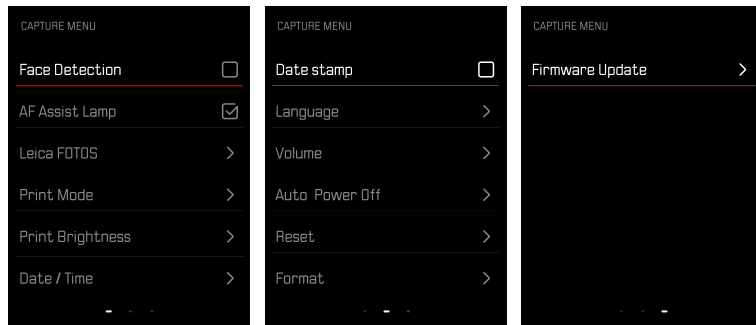 CAPTURE MENU
Face Detection
AF Assist Lamp
Leica FOTOS
Print Mode
Print Brightness
Date / Time
CAPTURE MENU
Date stamp
Language
Volume
Auto Power Off
Reset
Format
CAPTURE MENU
Firmware Update